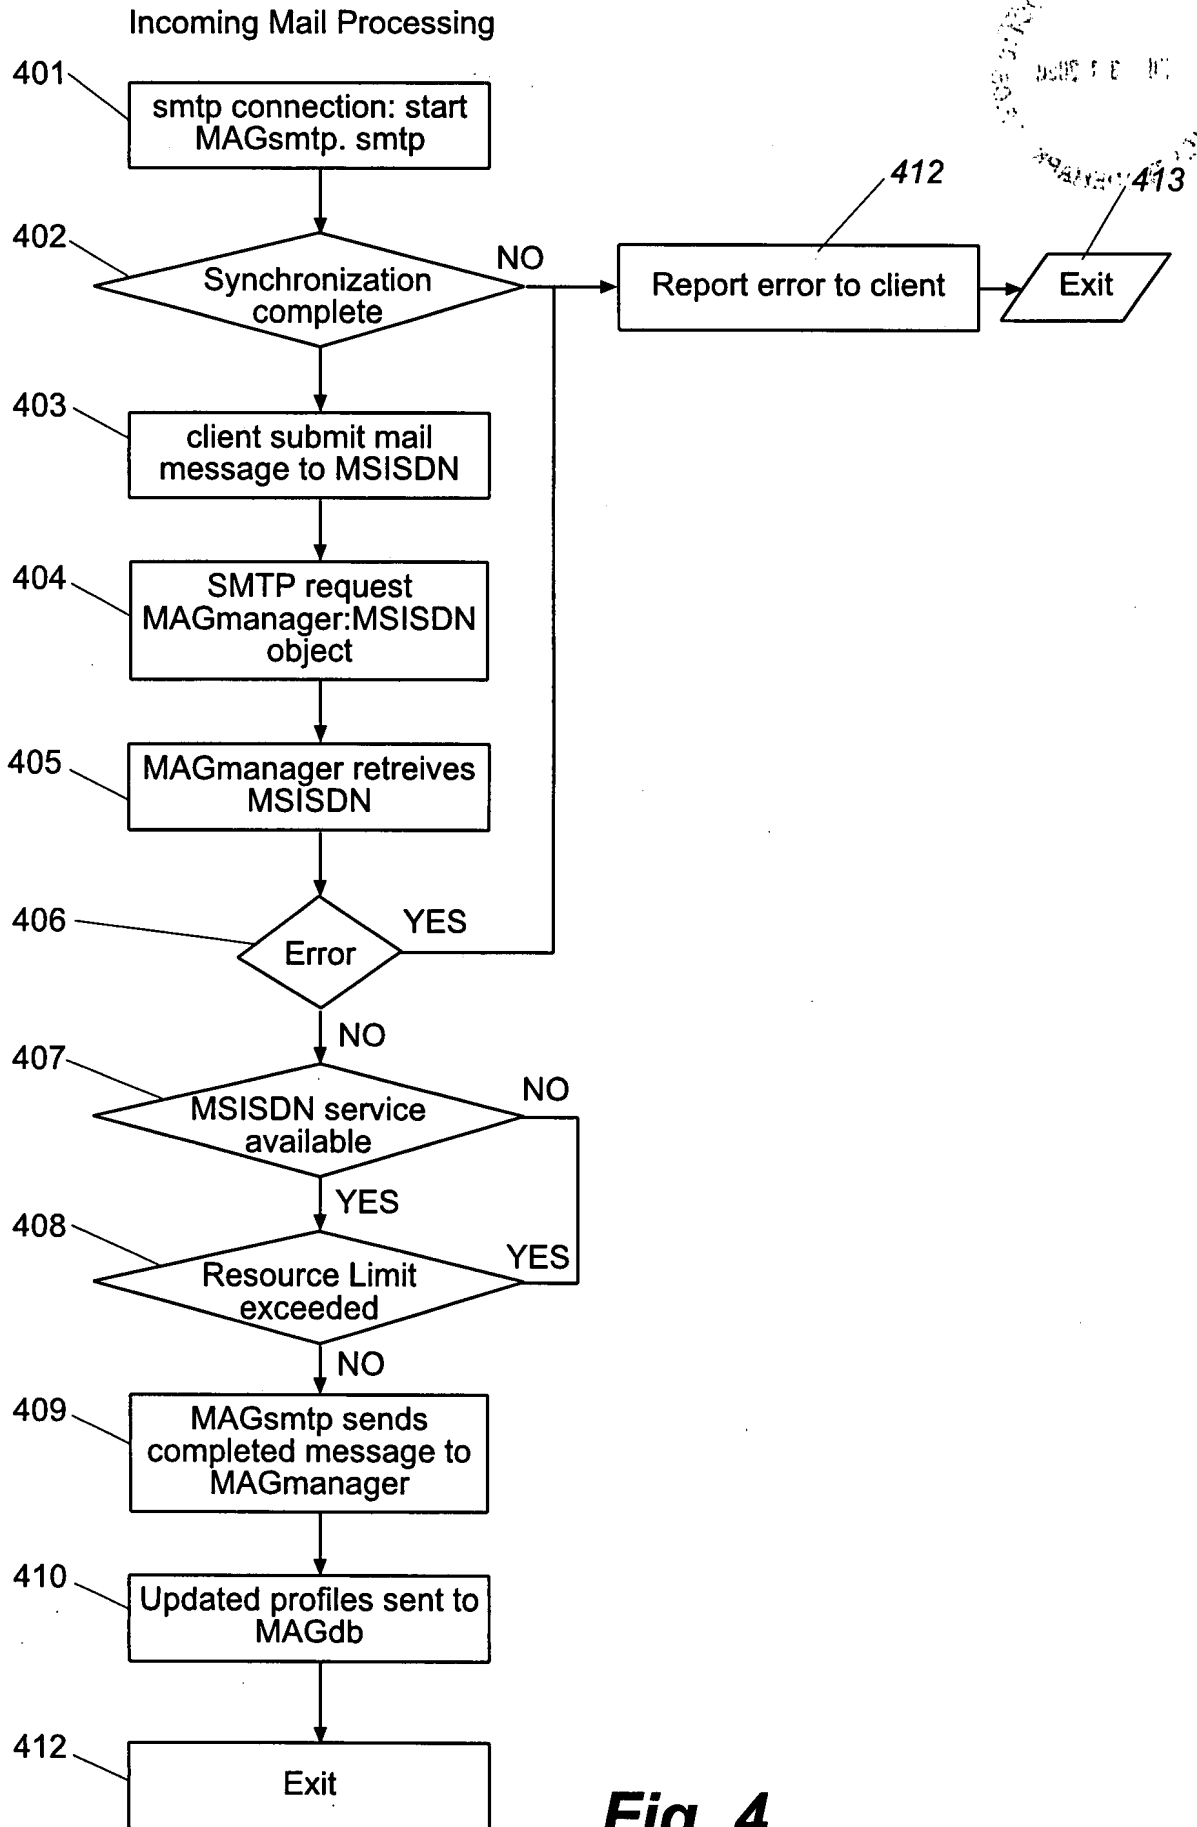 Incoming Mail Processing
401
smtp connection: start
MAGsmtp. smtp
412
413
402
Synchronization
complete
NO
Report error to client
Exit
403
client submit mail
message to MSISDN
404
SMTP request
MAGmanager:MSISDN
object
405
MAGmanager retreives
MSISDN
406
Error
YES
NO
407
MSISDN service
available
NO
YES
408
Resource Limit
exceeded
YES
NO
409
MAGsmtp sends
completed message to
MAGmanager
410
Updated profiles sent to
MAGdb
412
Exit
Fig. 4